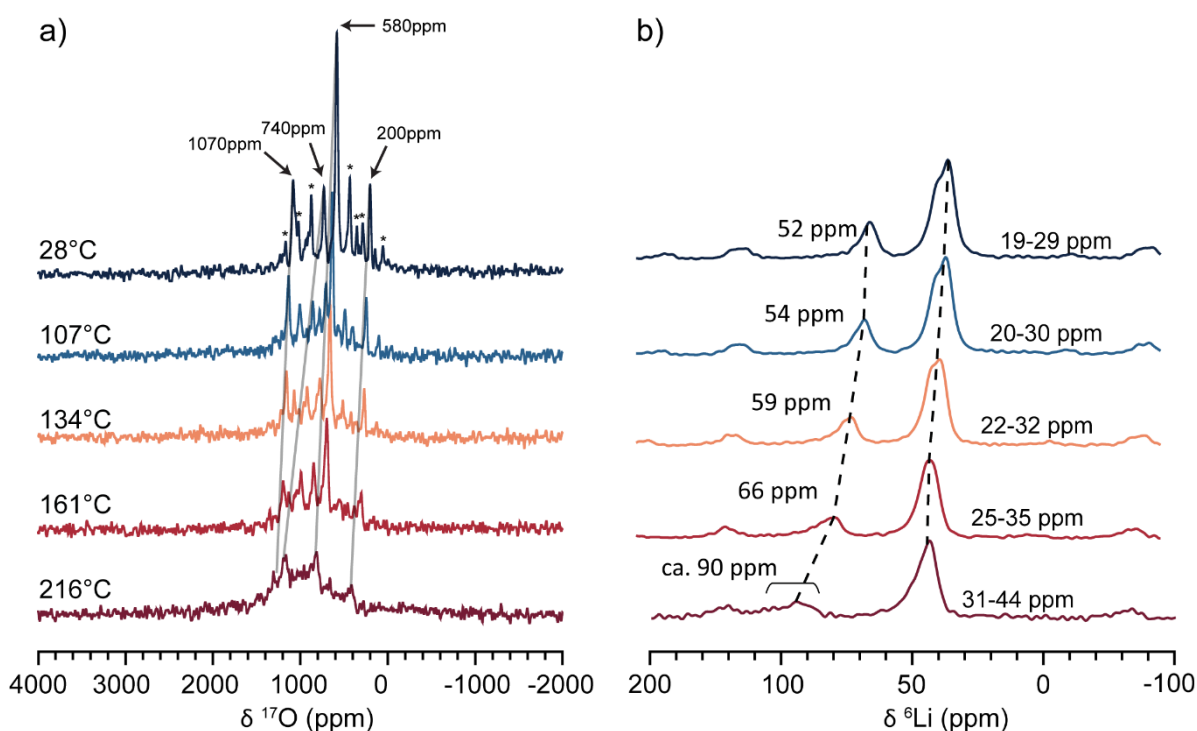 a)
580ppm
740ppm
1070ppm
200ppm
*
*
*
*
*
*
*
28°C
107°C
134°C
161°C
216°C
4000 3000 2000 1000 0 -1000 -2000
δ ¹⁷O (ppm)
b)
52 ppm
19-29 ppm
54 ppm
20-30 ppm
59 ppm
22-32 ppm
66 ppm
25-35 ppm
ca. 90 ppm
31-44 ppm
200 100 50 0 -100
δ ⁶Li (ppm)